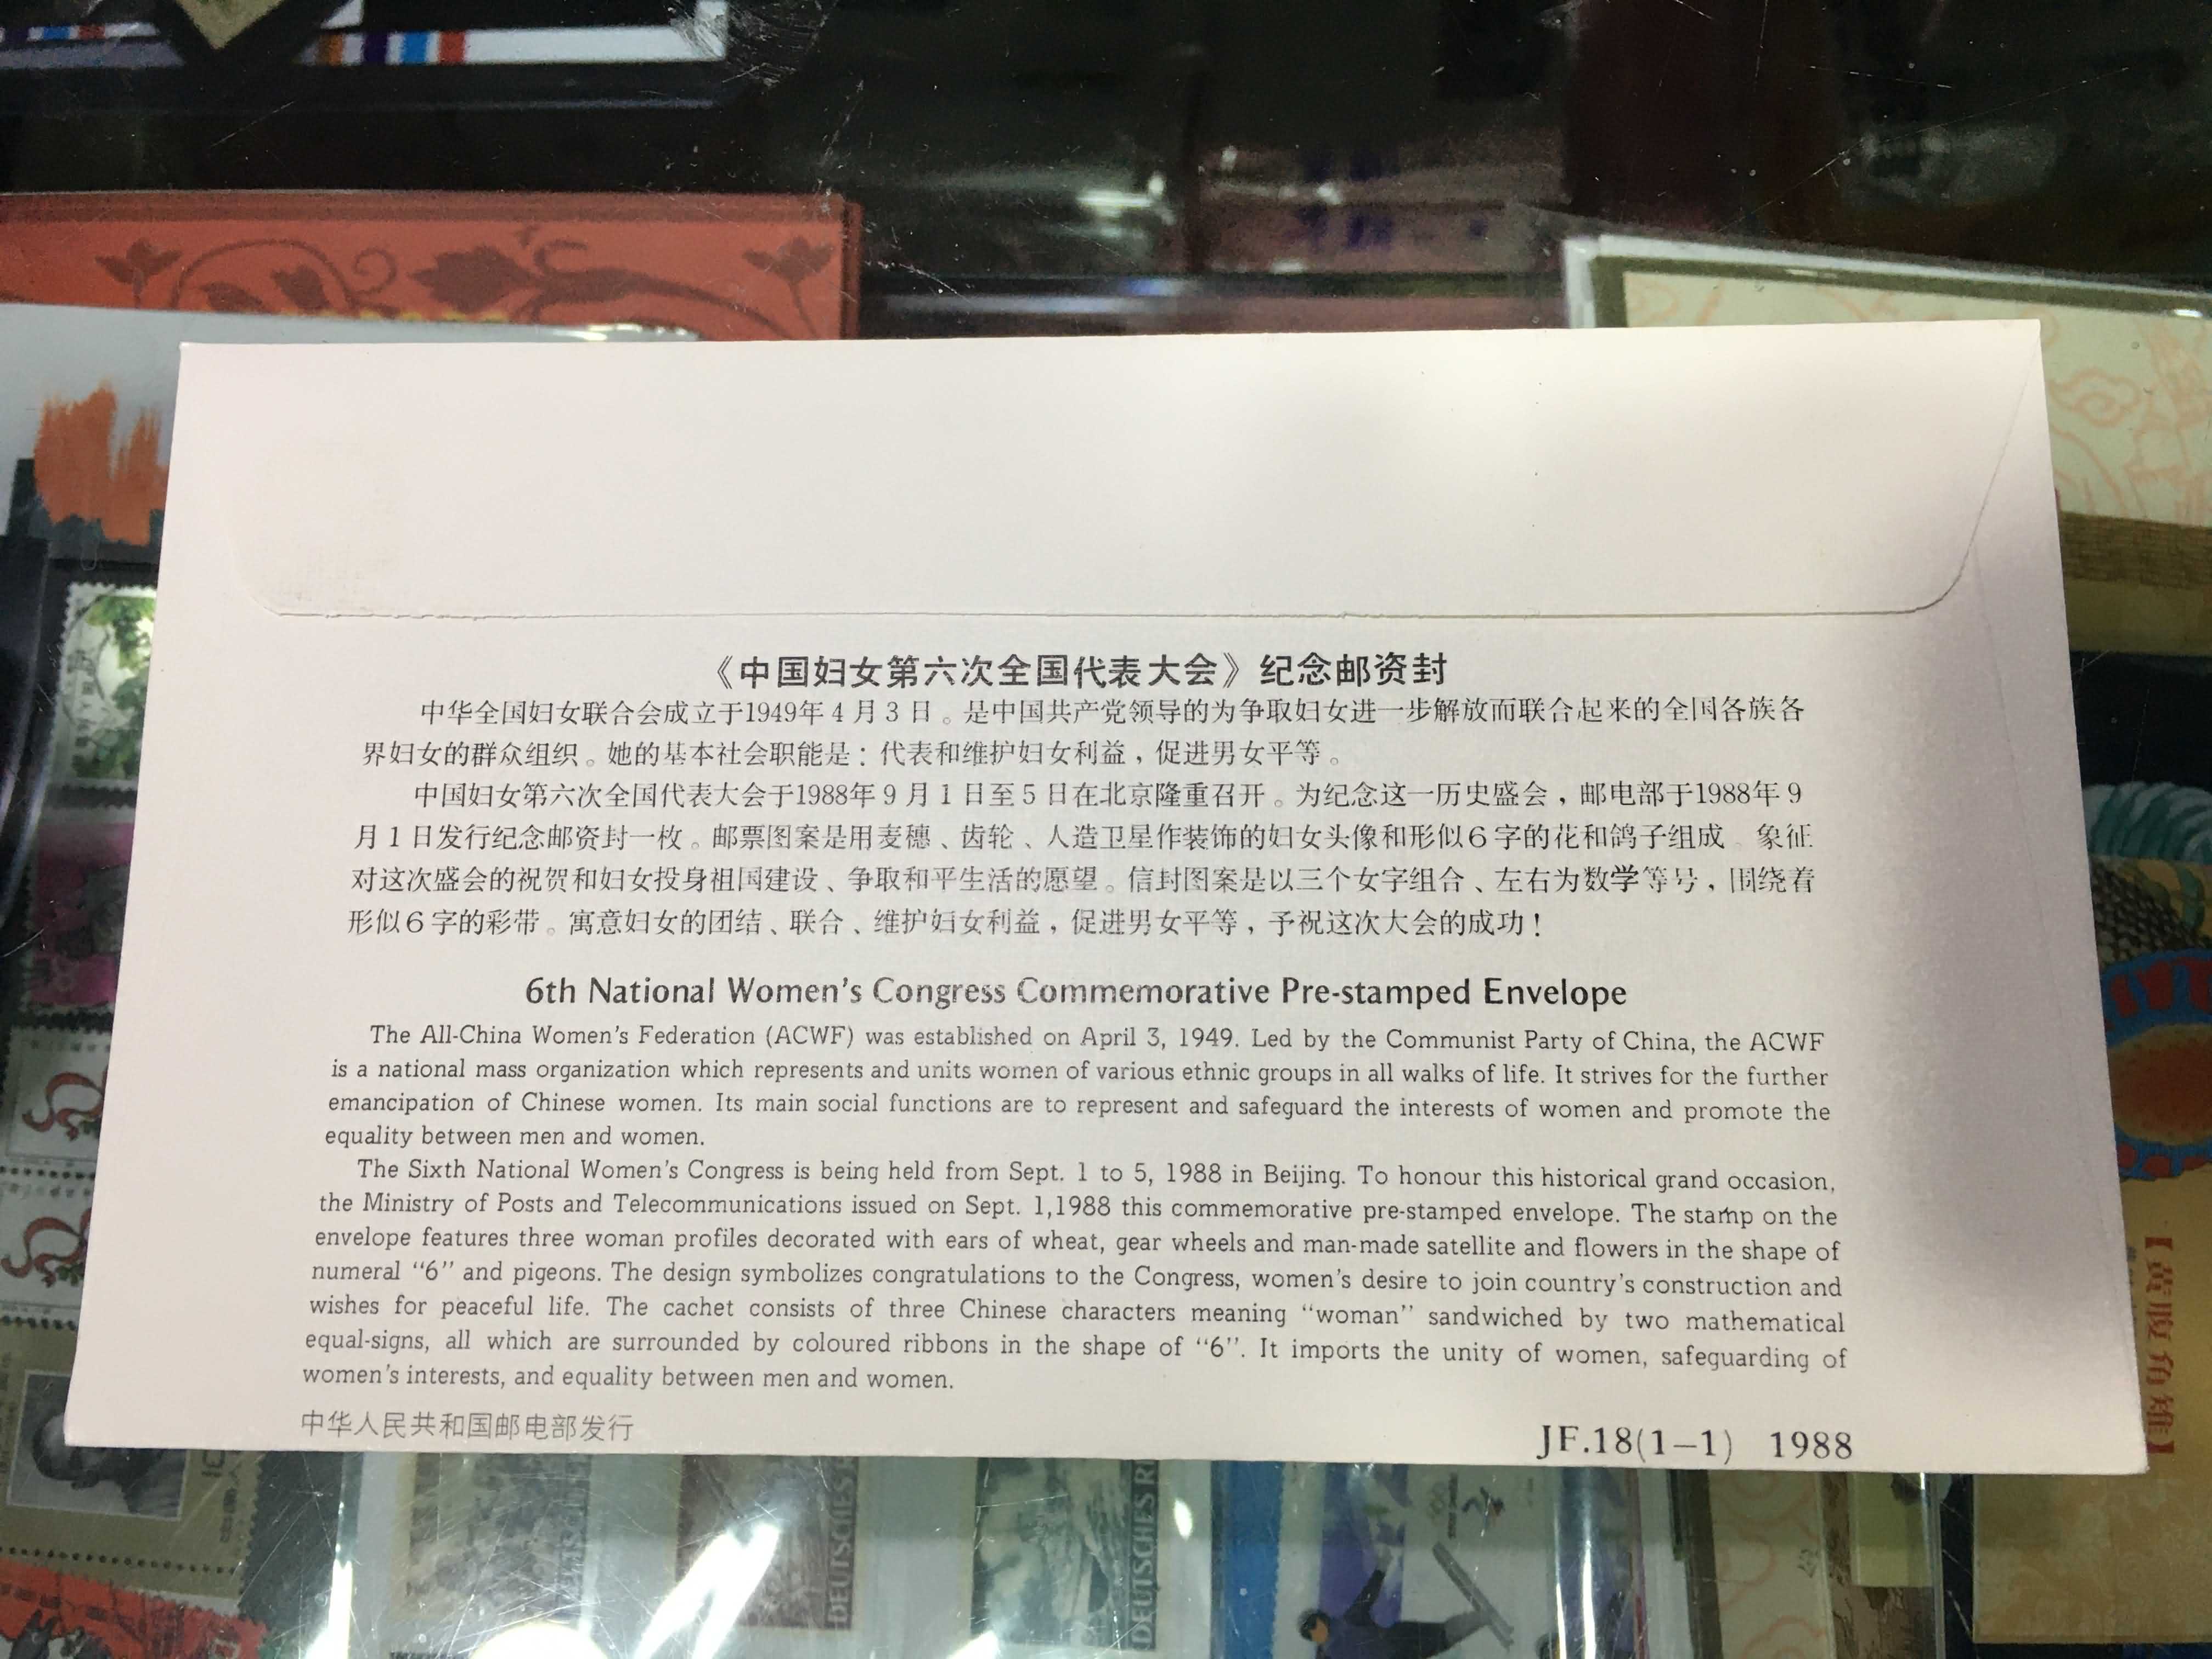 《中国妇女第六次全国代表大会》纪念邮资封
中华全国妇女联合会成立于1949年4月3日。是中国共产党领导的为争取妇女进一步解放而联合起来的全国各族各
界妇女的群众组织。她的基本社会职能是：代表和维护妇女利益，促进男女平等。
中国妇女第六次全国代表大会于1988年9月1日至5日在北京隆重召开。为纪念这一历史盛会，邮电部于1988年9
月1日发行纪念邮资封一枚。邮票图案是用麦穗、齿轮、人造卫星作装饰的妇女头像和形似6字的花和鸽子组成。象征
对这次盛会的祝贺和妇女投身祖国建设、争取和平生活的愿望。信封图案是以三个女字组合、左右为数学等号，围绕着
形似6字的彩带。寓意妇女的团结、联合、维护妇女利益，促进男女平等，予祝这次大会的成功！
6th National Women's Congress Commemorative Pre-stamped Envelope
The All-China Women's Federation (ACWF) was established on April 3, 1949. Led by the Communist Party of China, the ACWF
is a national mass organization which represents and units women of various ethnic groups in all walks of life. It strives for the further
emancipation of Chinese women. Its main social functions are to represent and safeguard the interests of women and promote the
equality between men and women.
The Sixth National Women's Congress is being held from Sept. 1 to 5, 1988 in Beijing. To honour this historical grand occasion,
the Ministry of Posts and Telecommunications issued on Sept. 1,1988 this commemorative pre-stamped envelope. The stamp on the
envelope features three woman profiles decorated with ears of wheat, gear wheels and man-made satellite and flowers in the shape of
numeral "6" and pigeons. The design symbolizes congratulations to the Congress, women's desire to join country's construction and
wishes for peaceful life. The cachet consists of three Chinese characters meaning "woman" sandwiched by two mathematical
equal-signs, all which are surrounded by coloured ribbons in the shape of "6". It imports the unity of women, safeguarding of
women's interests, and equality between men and women.
中华人民共和国邮电部发行
JF.18(1-1) 1988
【黄腹角雉】
DEUTSCHES R
DEUTSCHES RE